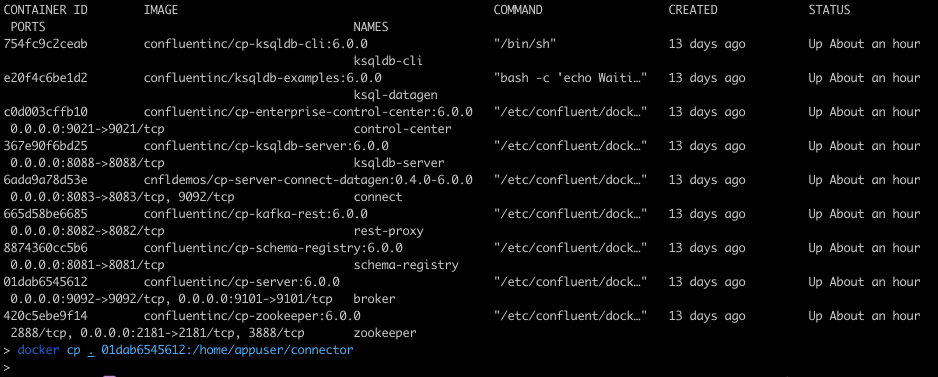 CONTAINER ID IMAGE COMMAND CREATED STATUS
PORTS NAMES
754fc9c2ceab confluentinc/cp-ksqldb-cli:6.0.0 "/bin/sh" 13 days ago Up About an hour
ksqldb-cli
e20f4c6be1d2 confluentinc/ksqldb-examples:6.0.0 "bash -c 'echo Waiti…" 13 days ago Up About an hour
ksql-datagen
c0d003cffb10 confluentinc/cp-enterprise-control-center:6.0.0 "/etc/confluent/dock…" 13 days ago Up About an hour
0.0.0.0:9021->9021/tcp control-center
367e90f6bd25 confluentinc/cp-ksqldb-server:6.0.0 "/etc/confluent/dock…" 13 days ago Up About an hour
0.0.0.0:8088->8088/tcp ksqldb-server
6ada9a78d53e cnfldemos/cp-server-connect-datagen:0.4.0-6.0.0 "/etc/confluent/dock…" 13 days ago Up About an hour
0.0.0.0:8083->8083/tcp, 9092/tcp connect
665d58be6685 confluentinc/cp-kafka-rest:6.0.0 "/etc/confluent/dock…" 13 days ago Up About an hour
0.0.0.0:8082->8082/tcp rest-proxy
8874360cc5b6 confluentinc/cp-schema-registry:6.0.0 "/etc/confluent/dock…" 13 days ago Up About an hour
0.0.0.0:8081->8081/tcp schema-registry
01dab6545612 confluentinc/cp-server:6.0.0 "/etc/confluent/dock…" 13 days ago Up About an hour
0.0.0.0:9092->9092/tcp, 0.0.0.0:9101->9101/tcp broker
420c5ebe9f14 confluentinc/cp-zookeeper:6.0.0 "/etc/confluent/dock…" 13 days ago Up About an hour
2888/tcp, 0.0.0.0:2181->2181/tcp, 3888/tcp zookeeper
> docker cp . 01dab6545612:/home/appuser/connector
>